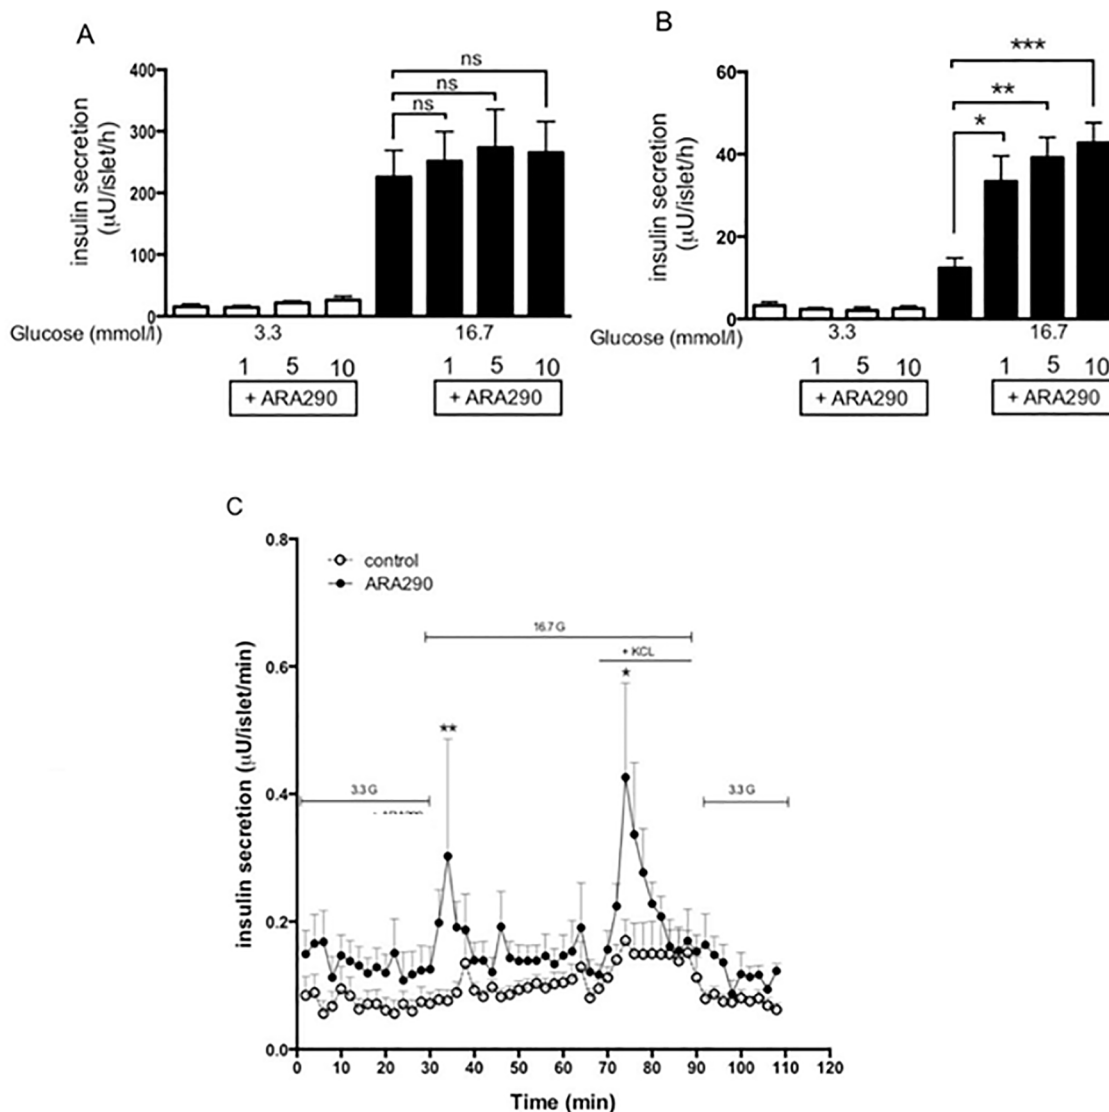 A
insulin secretion
(μU/islet/h)
400
300
200
100
0
ns
ns
ns
Glucose (mmol/l)
3.3
16.7
1 5 10
+ ARA290
1 5 10
+ ARA290
B
insulin secretion
(μU/islet/h)
60
40
20
0
***
**
*
Glucose (mmol/l)
3.3
16.7
1 5 10
+ ARA290
1 5 10
+ ARA290
C
insulin secretion (μU/islet/min)
0.8
0.6
0.4
0.2
0.0
control
ARA290
16.7 G
+ KCL
*
**
3.3 G
3.3 G
0 10 20 30 40 50 60 70 80 90 100 110 120
Time (min)